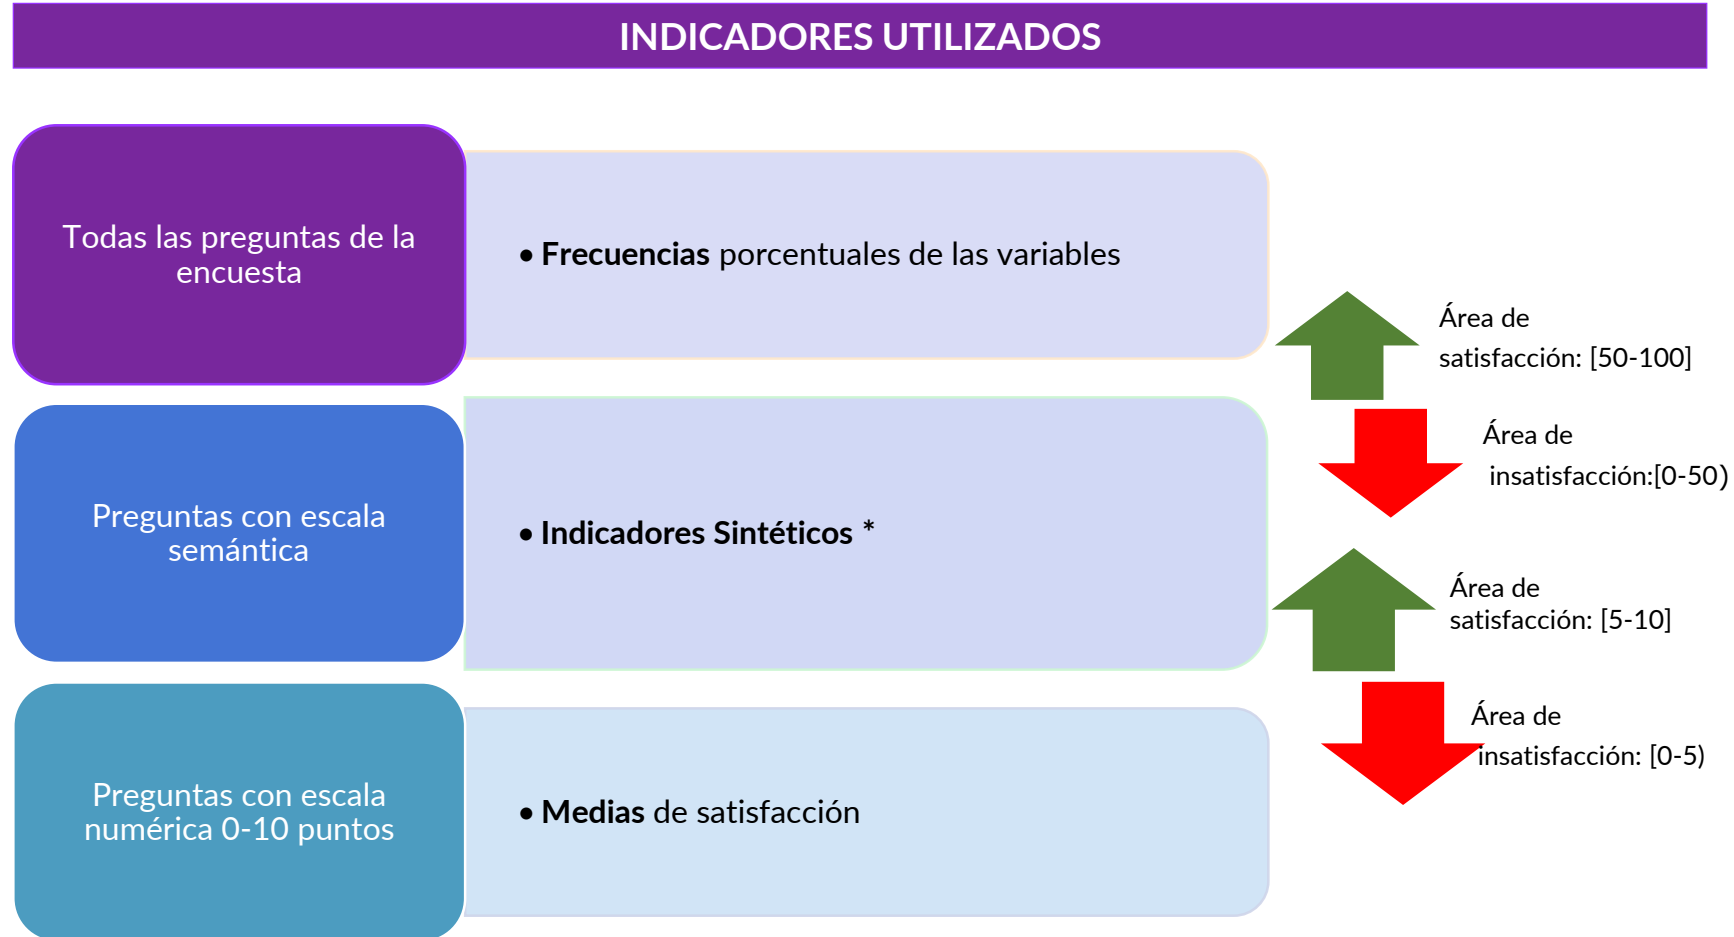 INDICADORES UTILIZADOS
Todas las preguntas de la
encuesta
• Frecuencias porcentuales de las variables
Área de
satisfacción: [50-100]
Área de
insatisfacción:[0-50)
Preguntas con escala
semántica
• Indicadores Sintéticos *
Área de
satisfacción: [5-10]
Área de
insatisfacción: [0-5)
Preguntas con escala
numérica 0-10 puntos
• Medias de satisfacción